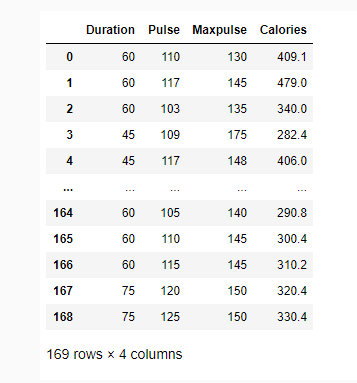 Duration Pulse Maxpulse Calories
0 60 110 130 409.1
1 60 117 145 479.0
2 60 103 135 340.0
3 45 109 175 282.4
4 45 117 148 406.0
... ... ... ... ...
164 60 105 140 290.8
165 60 110 145 300.4
166 60 115 145 310.2
167 75 120 150 320.4
168 75 125 150 330.4
169 rows × 4 columns